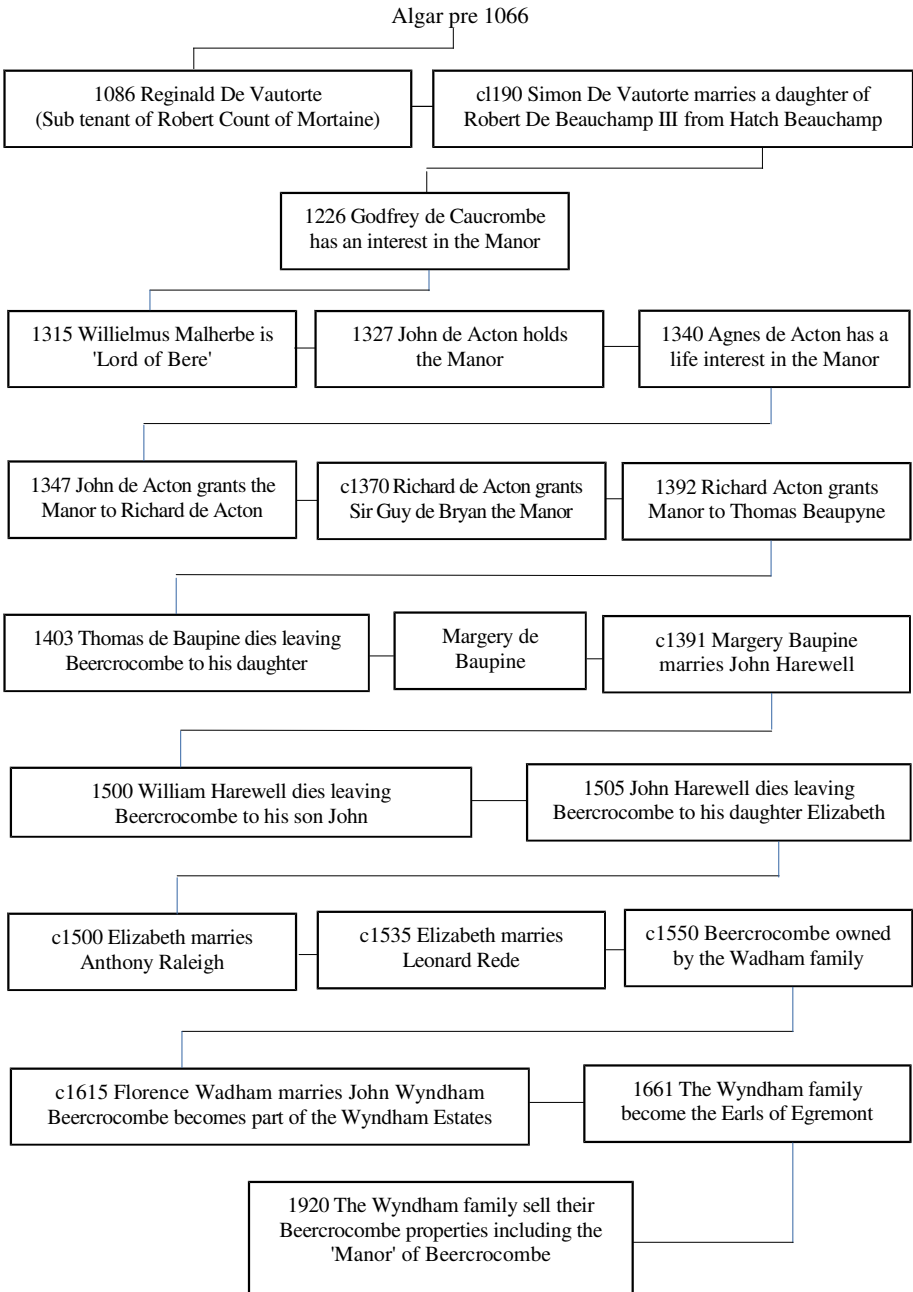 Algar pre 1066
1086 Reginald De Vautorte
(Sub tenant of Robert Count of Mortaine)
cl190 Simon De Vautorte marries a daughter of
Robert De Beauchamp III from Hatch Beauchamp
1226 Godfrey de Caucrombe
has an interest in the Manor
1315 Willielmus Malherbe is
'Lord of Bere'
1327 John de Acton holds
the Manor
1340 Agnes de Acton has a
life interest in the Manor
1347 John de Acton grants the
Manor to Richard de Acton
c1370 Richard de Acton grants
Sir Guy de Bryan the Manor
1392 Richard Acton grants
Manor to Thomas Beaupyne
1403 Thomas de Baupine dies leaving
Beercrocombe to his daughter
Margery de
Baupine
c1391 Margery Baupine
marries John Harewell
1500 William Harewell dies leaving
Beercrocombe to his son John
1505 John Harewell dies leaving
Beercrocombe to his daughter Elizabeth
c1500 Elizabeth marries
Anthony Raleigh
c1535 Elizabeth marries
Leonard Rede
c1550 Beercrocombe owned
by the Wadham family
c1615 Florence Wadham marries John Wyndham
Beercrocombe becomes part of the Wyndham Estates
1661 The Wyndham family
become the Earls of Egremont
1920 The Wyndham family sell their
Beercrocombe properties including the
'Manor' of Beercrocombe